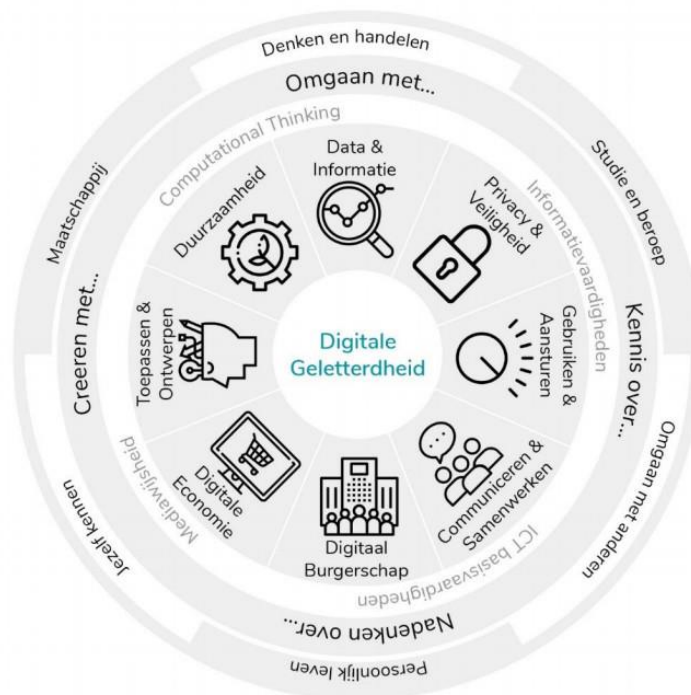 Denken en handelen
Studie en beroep
Omgaan met anderen
Persoonlijk leven
Jezelf kennen
Maatschappij
Omgaan met...
Kennis over...
Nadenken over...
Creeren met...
Computational Thinking
Informatievaardigheden
ICT basisvaardigheden
Mediawijsheid
Data &
Informatie
Privacy &
Veiligheid
Gebruiken &
Aansturen
Communiceren &
Samenwerken
Digitaal
Burgerschap
Digitale
Economie
Toepassen &
Ontwerpen
Duurzaamheid
Digitale
Geletterdheid